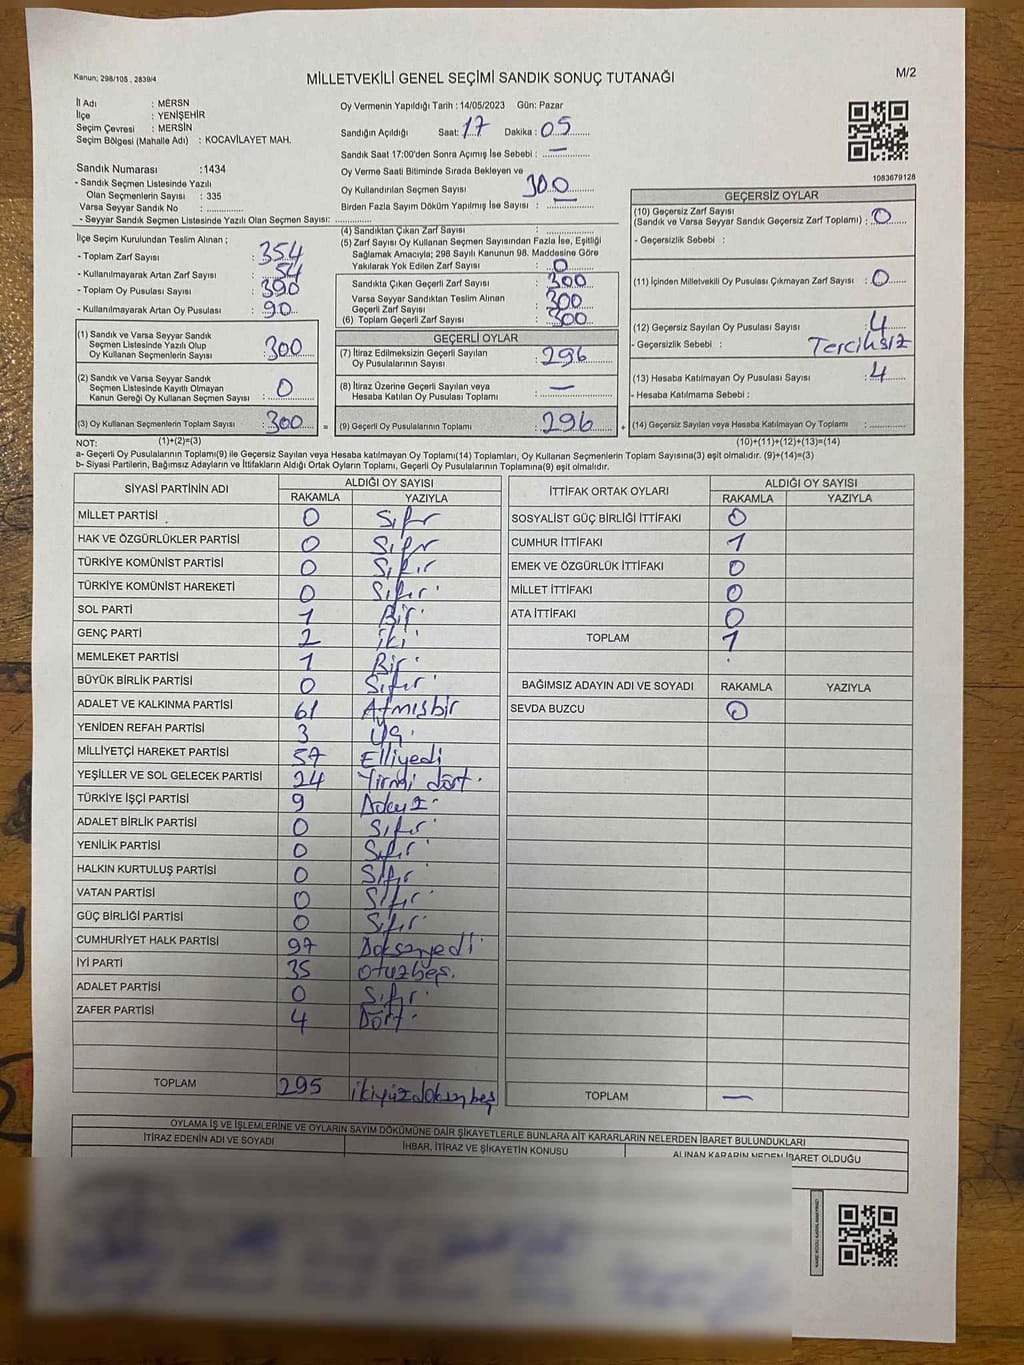 Kanun; 298/105 , 2839/4
MİLLETVEKİLİ GENEL SEÇİMİ SANDIK SONUÇ TUTANAĞI
M/2
İl Adı : MERSN
İlçe : YENİŞEHİR
Seçim Çevresi : MERSİN
Seçim Bölgesi (Mahalle Adı) : KOCAVİLAYET MAH.
Sandık Numarası :1434
- Sandık Seçmen Listesinde Yazılı
Olan Seçmenlerin Sayısı : 335
Varsa Seyyar Sandık No : ..............
- Seyyar Sandık Seçmen Listesinde Yazılı Olan Seçmen Sayısı: ..............
Oy Vermenin Yapıldığı Tarih : 14/05/2023 Gün: Pazar
Sandığın Açıldığı Saat: 17 Dakika : 05
Sandık Saat 17:00'den Sonra Açımış İse Sebebi : —
Oy Verme Saati Bitiminde Sırada Bekleyen ve
Oy Kullandırılan Seçmen Sayısı 300
Birden Fazla Sayım Döküm Yapılmış İse Sayısı : —
1083679128
İlçe Seçim Kurulundan Teslim Alınan ;
- Toplam Zarf Sayısı : 354
- Kullanılmayarak Artan Zarf Sayısı : 54
- Toplam Oy Pusulası Sayısı : 390
- Kullanılmayarak Artan Oy Pusulası : 90
(1) Sandık ve Varsa Seyyar Sandık
Seçmen Listesinde Yazılı Olup
Oy Kullanan Seçmenlerin Sayısı : 300
(2) Sandık ve Varsa Seyyar Sandık
Seçmen Listesinde Kayıtlı Olmayan
Kanun Gereği Oy Kullanan Seçmen Sayısı : 0
(3) Oy Kullanan Seçmenlerin Toplam Sayısı : 300
(4) Sandıktan Çıkan Zarf Sayısı
(5) Zarf Sayısı Oy Kullanan Seçmen Sayısından Fazla İse, Eşitliği
Sağlamak Amacıyla; 298 Sayılı Kanunun 98. Maddesine Göre
Yakılarak Yok Edilen Zarf Sayısı : 0
Sandıkta Çıkan Geçerli Zarf Sayısı : 300
Varsa Seyyar Sandıktan Teslim Alınan
Geçerli Zarf Sayısı : 300
(6) Toplam Geçerli Zarf Sayısı : 300
GEÇERLİ OYLAR
(7) İtiraz Edilmeksizin Geçerli Sayılan
Oy Pusulasının Sayısı : 296
(8) İtiraz Üzerine Geçerli Sayılan veya
Hesaba Katılan Oy Pusulası Toplamı : —
= (9) Geçerli Oy Pusulalarının Toplamı : 296
GEÇERSİZ OYLAR
(10) Geçersiz Zarf Sayısı
(Sandık ve Varsa Seyyar Sandık Geçersiz Zarf Toplamı) : 0
- Geçersizlik Sebebi :
(11) İçinden Milletvekili Oy Pusulası Çıkmayan Zarf Sayısı : 0
(12) Geçersiz Sayılan Oy Pusulası Sayısı : 4
- Geçersizlik Sebebi : Tercihsiz
(13) Hesaba Katılmayan Oy Pusulası Sayısı : 4
- Hesaba Katılmama Sebebi :
+ (14) Geçersiz Sayılan veya Hesaba Katılmayan Oy Toplamı : ..............
NOT: (1)+(2)=(3) (10)+(11)+(12)+(13)=(14)
a- Geçerli Oy Pusulalarının Toplamı(9) ile Geçersiz Sayılan veya Hesaba katılmayan Oy Toplamı(14) Toplamları, Oy Kullanan Seçmenlerin Toplam Sayısına(3) eşit olmalıdır. (9)+(14)=(3)
b- Siyasi Partilerin, Bağımsız Adayların ve İttifakların Aldığı Ortak Oyların Toplamı, Geçerli Oy Pusulalarının Toplamına(9) eşit olmalıdır.
SİYASİ PARTİNİN ADI ALDIĞI OY SAYISI
RAKAMLA YAZIYLA
MİLLET PARTİSİ 0 Sıfır
HAK VE ÖZGÜRLÜKLER PARTİSİ 0 Sıfır
TÜRKİYE KOMÜNİST PARTİSİ 0 Sıfır
TÜRKİYE KOMÜNİST HAREKETİ 0 Sıfır
SOL PARTİ 1 Bir
GENÇ PARTİ 2 İki
MEMLEKET PARTİSİ 1 Bir
BÜYÜK BİRLİK PARTİSİ 0 Sıfır
ADALET VE KALKINMA PARTİSİ 61 Atmışbir
YENİDEN REFAH PARTİSİ 3 Üç
MİLLİYETÇİ HAREKET PARTİSİ 57 Elliyedi
YEŞİLLER VE SOL GELECEK PARTİSİ 24 Yirmi dört
TÜRKİYE İŞÇİ PARTİSİ 9 Dokuz
ADALET BİRLİK PARTİSİ 0 Sıfır
YENİLİK PARTİSİ 0 Sıfır
HALKIN KURTULUŞ PARTİSİ 0 Sıfır
VATAN PARTİSİ 0 Sıfır
GÜÇ BİRLİĞİ PARTİSİ 0 Sıfır
CUMHURİYET HALK PARTİSİ 97 Doksanyedi
İYİ PARTİ 35 otuzbeş.
ADALET PARTİSİ 0 Sıfır
ZAFER PARTİSİ 4 Dört
TOPLAM 295 ikiyüzdoksanbeş
İTTİFAK ORTAK OYLARI ALDIĞI OY SAYISI
RAKAMLA YAZIYLA
SOSYALİST GÜÇ BİRLİĞİ İTTİFAKI 0
CUMHUR İTTİFAKI 1
EMEK VE ÖZGÜRLÜK İTTİFAKI 0
MİLLET İTTİFAKI 0
ATA İTTİFAKI 0
TOPLAM 1
BAĞIMSIZ ADAYIN ADI VE SOYADI RAKAMLA YAZIYLA
SEVDA BUZCU 0
TOPLAM —
OYLAMA İŞ VE İŞLEMLERİNE VE OYLARIN SAYIM DÖKÜMÜNE DAİR ŞİKAYETLERLE BUNLARA AİT KARARLARIN NELERDEN İBARET BULUNDUKLARI
İTİRAZ EDENİN ADI VE SOYADI İHBAR, İTİRAZ VE ŞİKAYETİN KONUSU ALINAN KARARIN NEDEN İBARET OLDUĞU